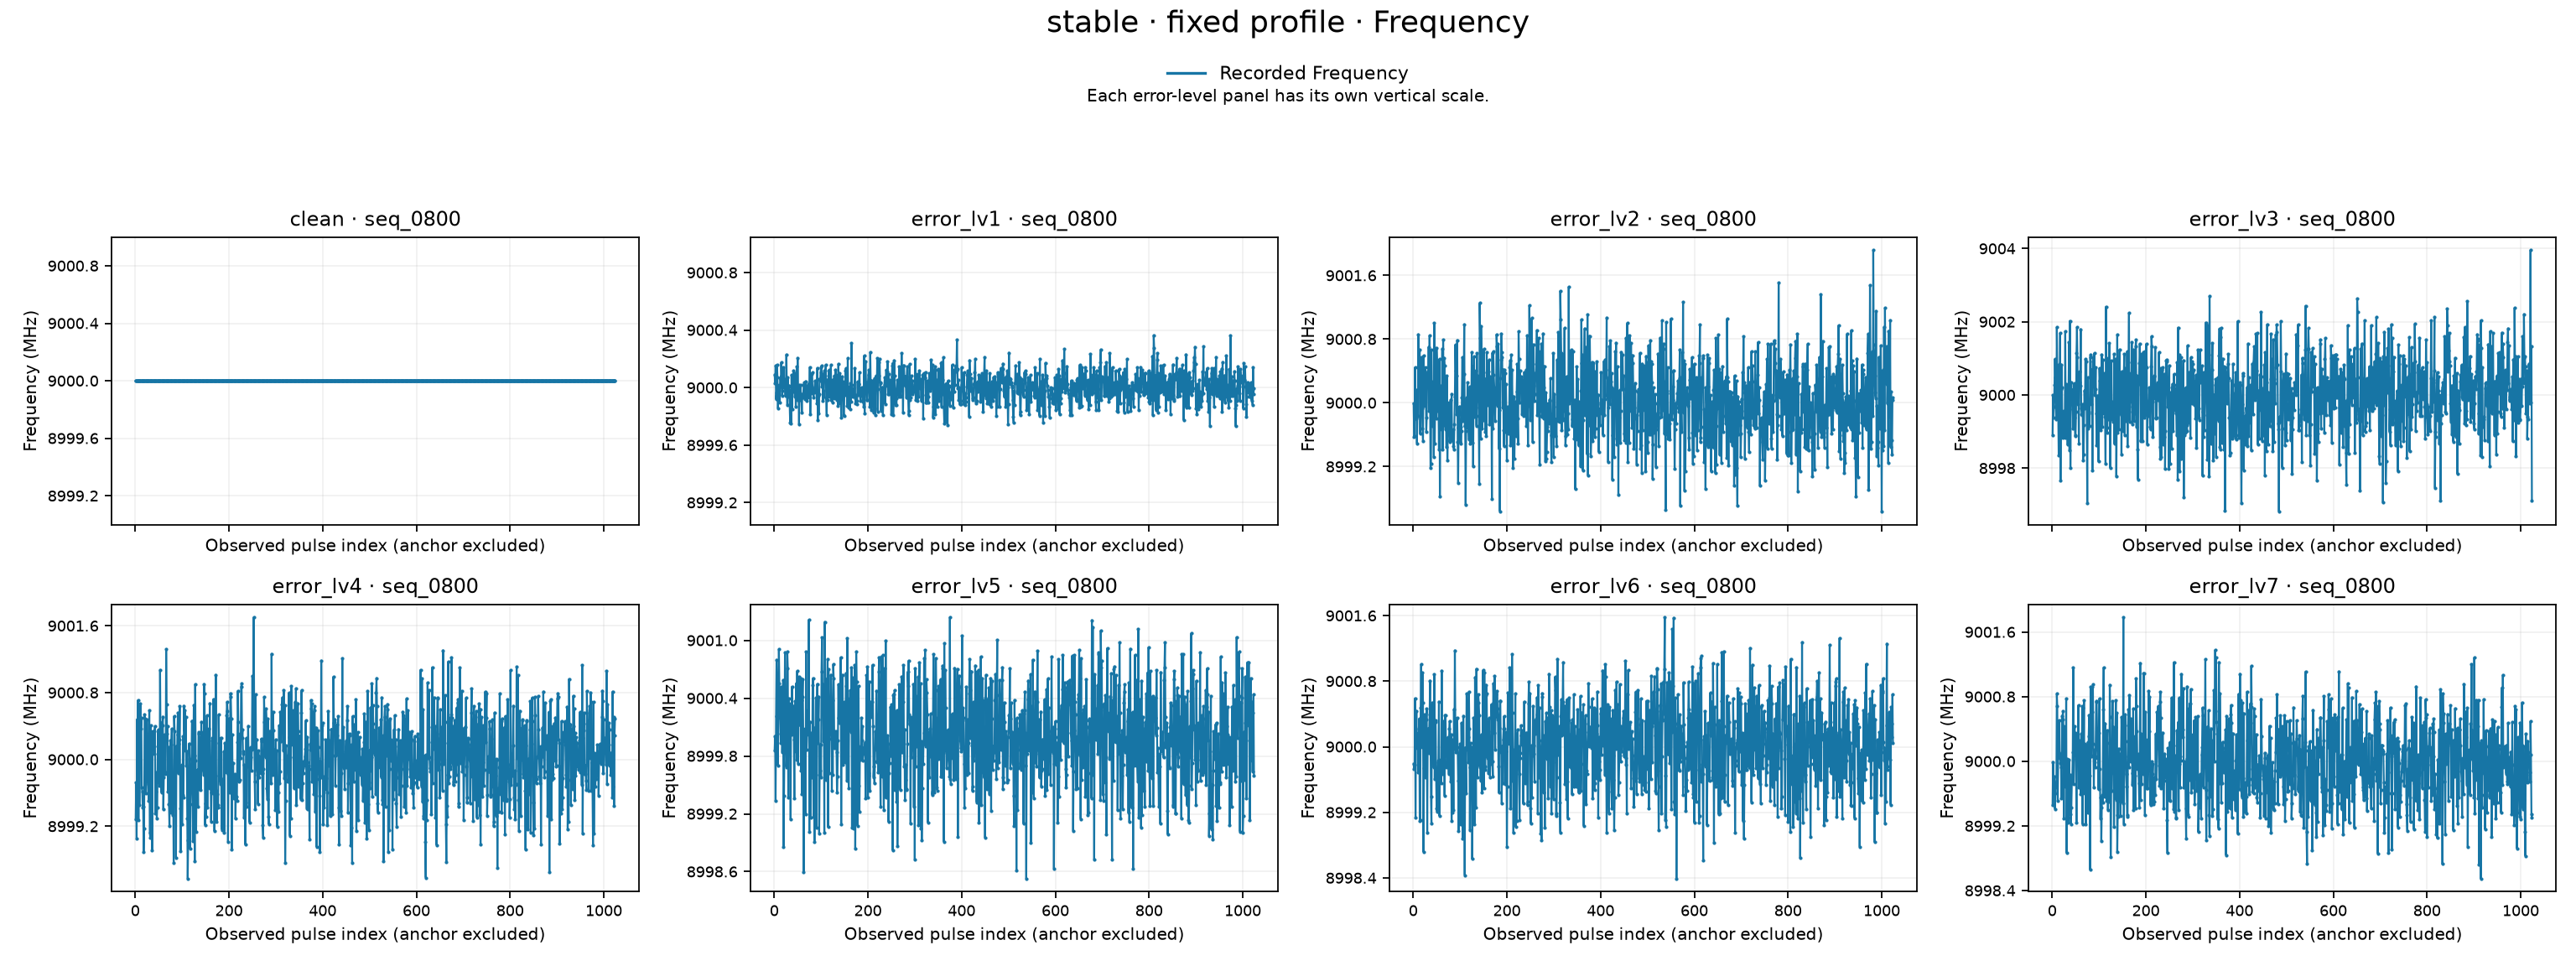 stable · fixed profile · Frequency
Recorded Frequency
Each error-level panel has its own vertical scale.
clean · seq_0800
9000.8
9000.4
9000.0
8999.6
8999.2
Frequency (MHz)
Observed pulse index (anchor excluded)
error_lv1 · seq_0800
9000.8
9000.4
9000.0
8999.6
8999.2
Frequency (MHz)
Observed pulse index (anchor excluded)
error_lv2 · seq_0800
9001.6
9000.8
9000.0
8999.2
Frequency (MHz)
Observed pulse index (anchor excluded)
error_lv3 · seq_0800
9004
9002
9000
8998
Frequency (MHz)
Observed pulse index (anchor excluded)
error_lv4 · seq_0800
9001.6
9000.8
9000.0
8999.2
Frequency (MHz)
0 200 400 600 800 1000
Observed pulse index (anchor excluded)
error_lv5 · seq_0800
9001.0
9000.4
8999.8
8999.2
8998.6
Frequency (MHz)
0 200 400 600 800 1000
Observed pulse index (anchor excluded)
error_lv6 · seq_0800
9001.6
9000.8
9000.0
8999.2
8998.4
Frequency (MHz)
0 200 400 600 800 1000
Observed pulse index (anchor excluded)
error_lv7 · seq_0800
9001.6
9000.8
9000.0
8999.2
8998.4
Frequency (MHz)
0 200 400 600 800 1000
Observed pulse index (anchor excluded)